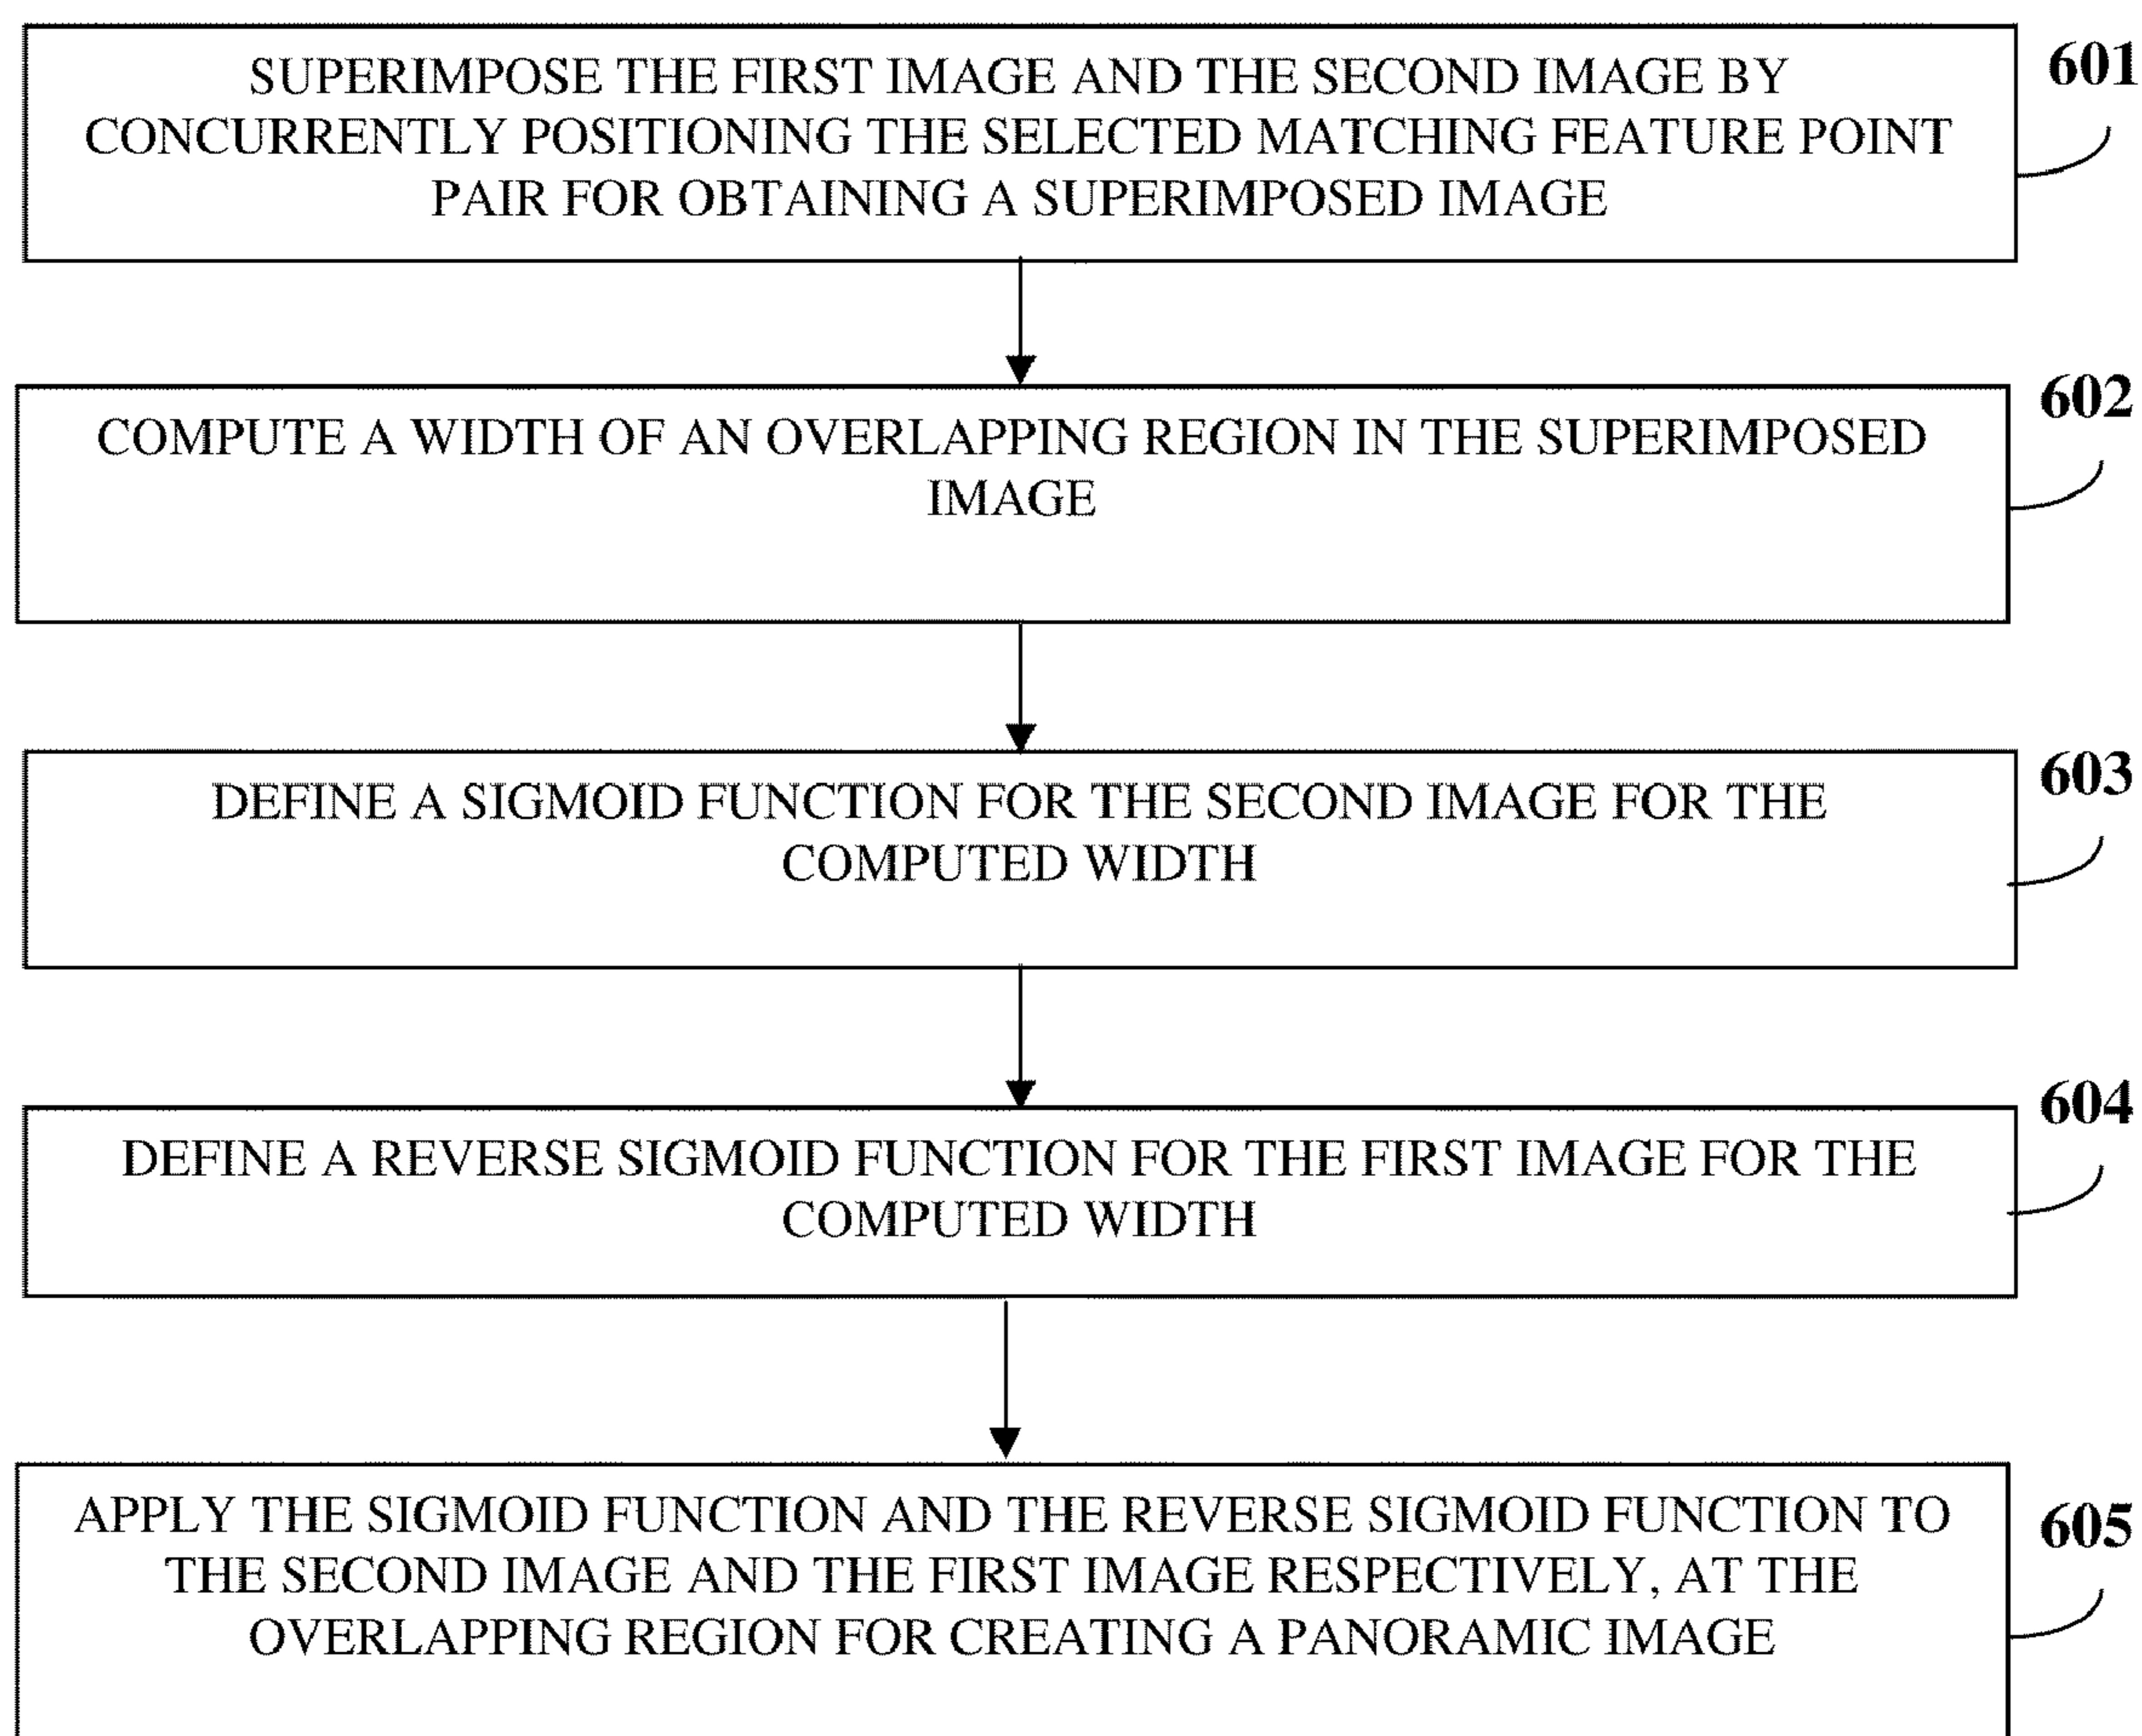 SUPERIMPOSE THE FIRST IMAGE AND THE SECOND IMAGE BY
CONCURRENTLY POSITIONING THE SELECTED MATCHING FEATURE POINT
PAIR FOR OBTAINING A SUPERIMPOSED IMAGE
601
COMPUTE A WIDTH OF AN OVERLAPPING REGION IN THE SUPERIMPOSED
IMAGE
602
DEFINE A SIGMOID FUNCTION FOR THE SECOND IMAGE FOR THE
COMPUTED WIDTH
603
DEFINE A REVERSE SIGMOID FUNCTION FOR THE FIRST IMAGE FOR THE
COMPUTED WIDTH
604
APPLY THE SIGMOID FUNCTION AND THE REVERSE SIGMOID FUNCTION TO
THE SECOND IMAGE AND THE FIRST IMAGE RESPECTIVELY, AT THE
OVERLAPPING REGION FOR CREATING A PANORAMIC IMAGE
605